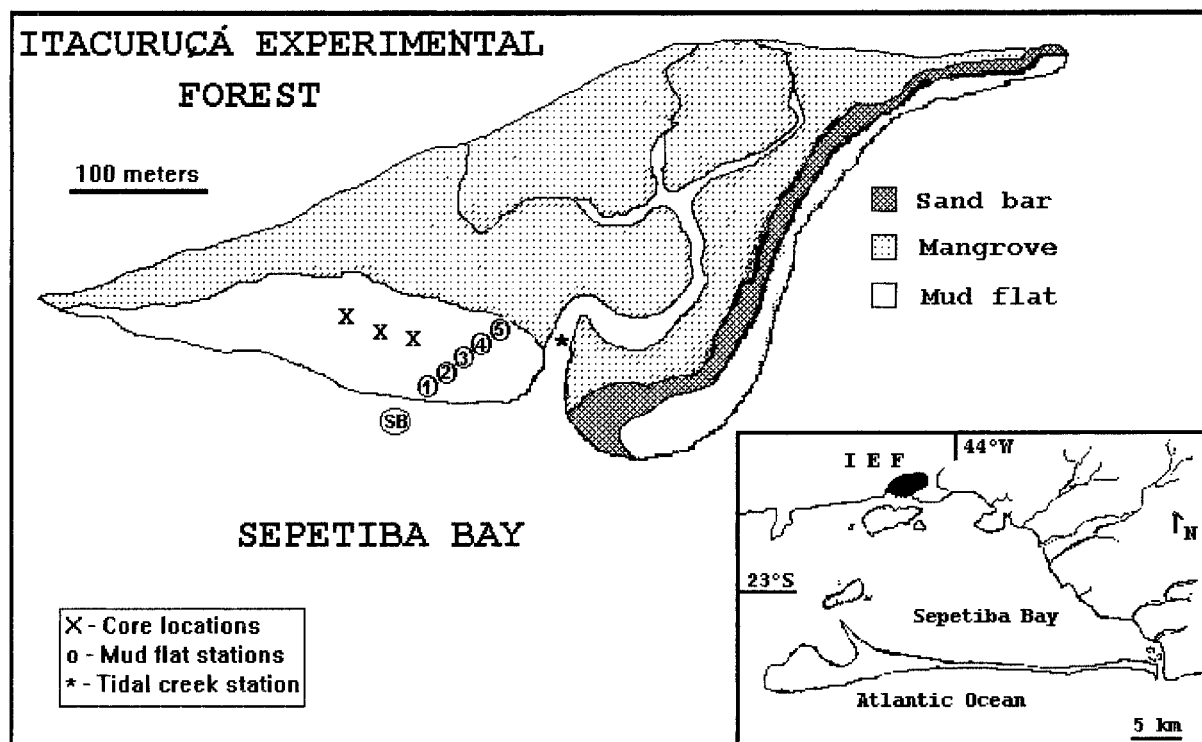 ITACURUÇÁ EXPERIMENTAL
FOREST
100 meters
Sand bar
Mangrove
Mud flat
X X X
1 2 3 4 5
*
SB
SEPETIBA BAY
X - Core locations
o - Mud flat stations
* - Tidal creek station
44°W
I E F
N
23°S
Sepetiba Bay
Atlantic Ocean
5 km